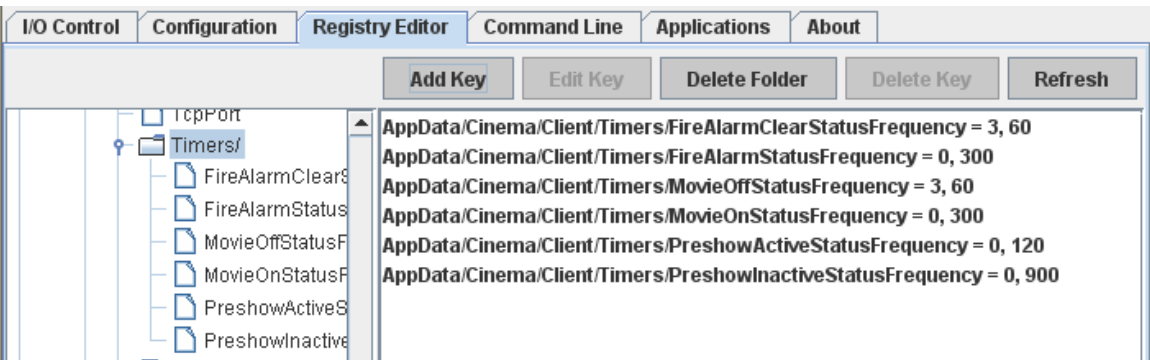 I/O Control Configuration Registry Editor Command Line Applications About
Add Key Edit Key Delete Folder Delete Key Refresh
TcpPort
Timers/
FireAlarmClearS
FireAlarmStatus
MovieOffStatusF
MovieOnStatusF
PreshowActiveS
PreshowInactive
AppData/Cinema/Client/Timers/FireAlarmClearStatusFrequency = 3, 60
AppData/Cinema/Client/Timers/FireAlarmStatusFrequency = 0, 300
AppData/Cinema/Client/Timers/MovieOffStatusFrequency = 3, 60
AppData/Cinema/Client/Timers/MovieOnStatusFrequency = 0, 300
AppData/Cinema/Client/Timers/PreshowActiveStatusFrequency = 0, 120
AppData/Cinema/Client/Timers/PreshowInactiveStatusFrequency = 0, 900